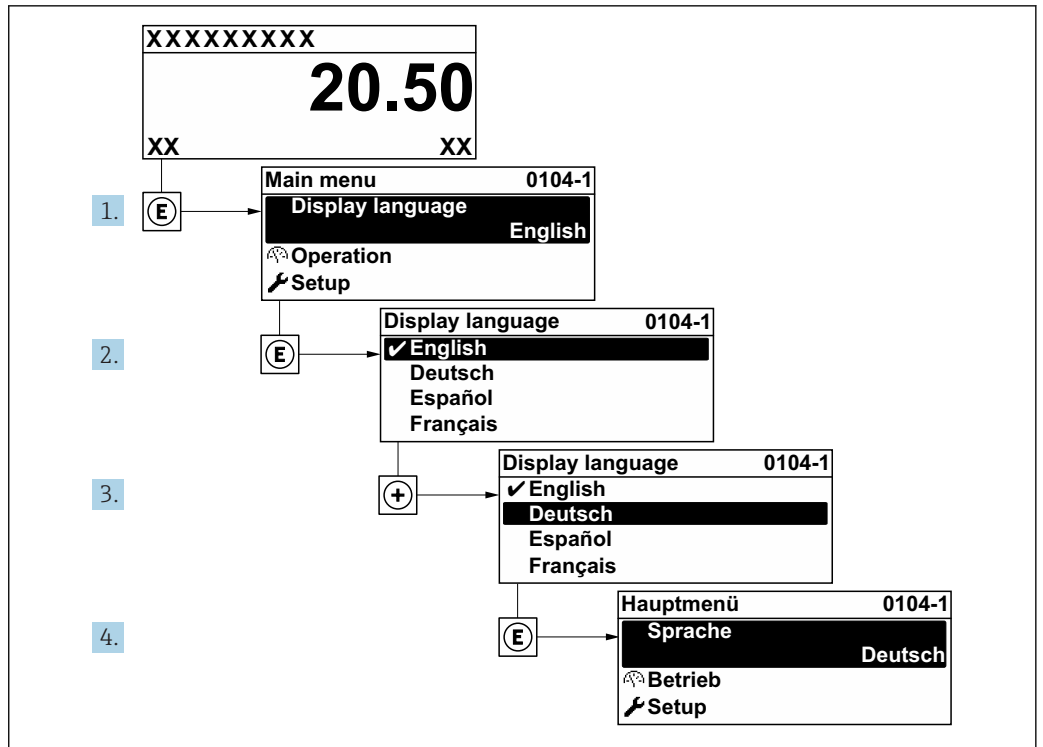 XXXXXXXXX
20.50
XX XX
1.
E
Main menu 0104-1
Display language
English
Operation
Setup
2.
E
Display language 0104-1
✔English
Deutsch
Español
Français
3.
+
Display language 0104-1
✔English
Deutsch
Español
Français
4.
E
Hauptmenü 0104-1
Sprache
Deutsch
Betrieb
Setup